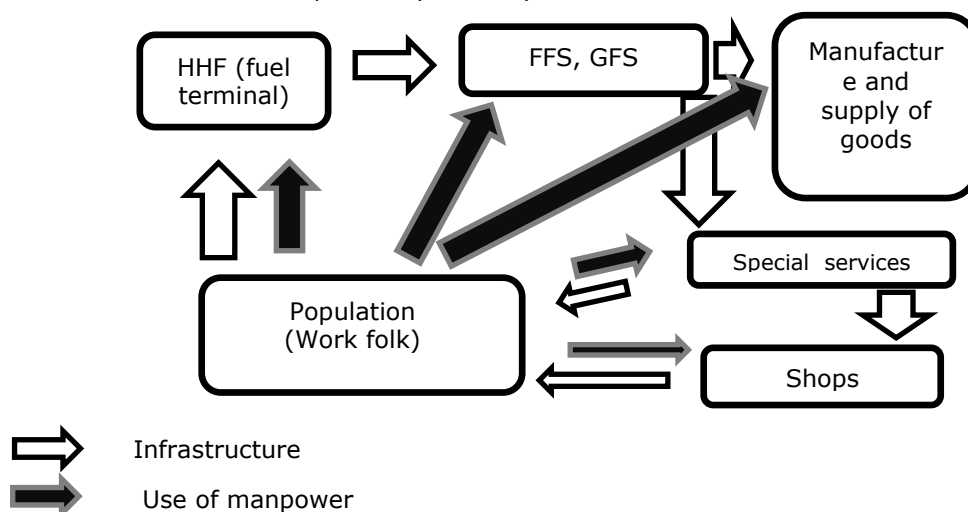 HHF (fuel
terminal)
FFS, GFS
Manufactur
e and
supply of
goods
Special services
Population
(Work folk)
Shops
Infrastructure
Use of manpower